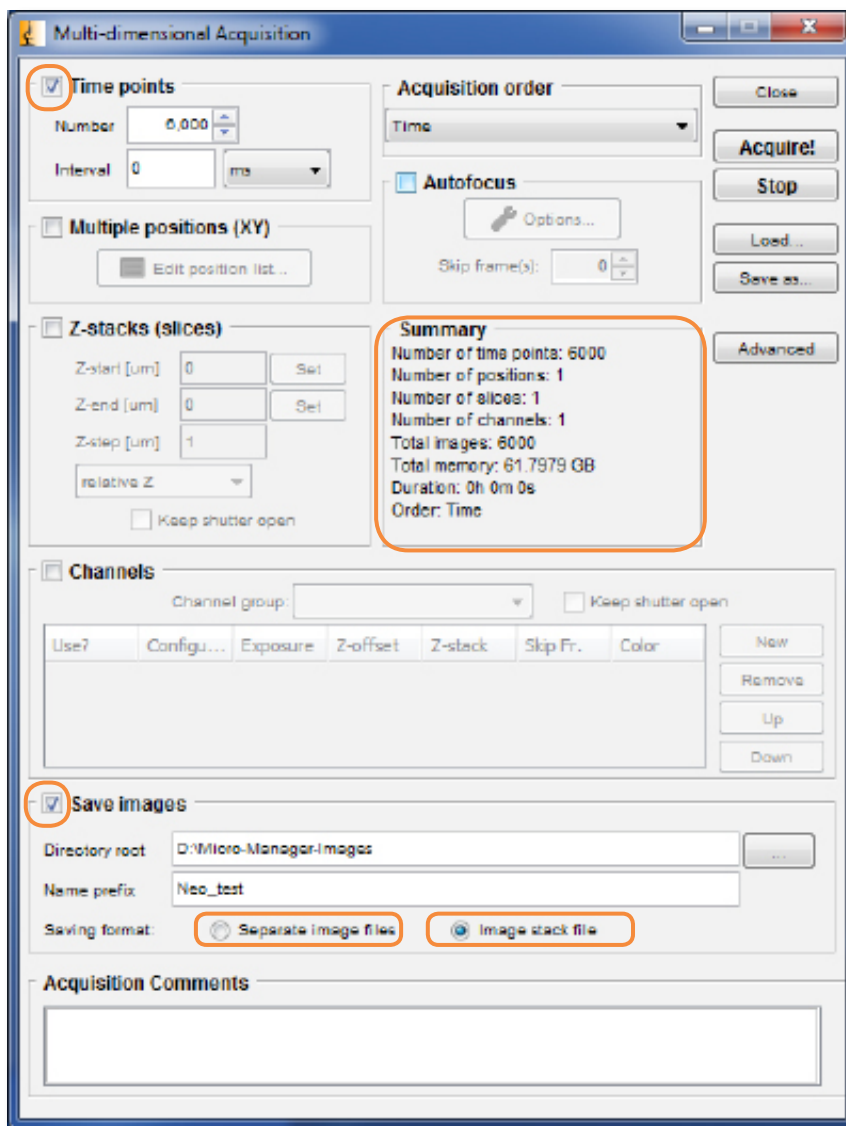 Multi-dimensional Acquisition
Time points
Number 6,000
Interval 0 ms
Acquisition order
Time
Close
Acquire!
Stop
Autofocus
Options...
Skip frame(s): 0
Load...
Save as...
Multiple positions (XY)
Edit position list...
Z-stacks (slices)
Z-start [um] 0 Set
Z-end [um] 0 Set
Z-step [um] 1
relative Z
Keep shutter open
Summary
Number of time points: 6000
Number of positions: 1
Number of slices: 1
Number of channels: 1
Total images: 6000
Total memory: 61.7979 GB
Duration: 0h 0m 0s
Order: Time
Advanced
Channels
Channel group: Keep shutter open
Use? Configu... Exposure Z-offset Z-stack Skip Fr. Color
New
Remove
Up
Down
Save images
Directory root D:\Micro-Manager-Images ...
Name prefix Neo_test
Saving format: Separate image files Image stack file
Acquisition Comments